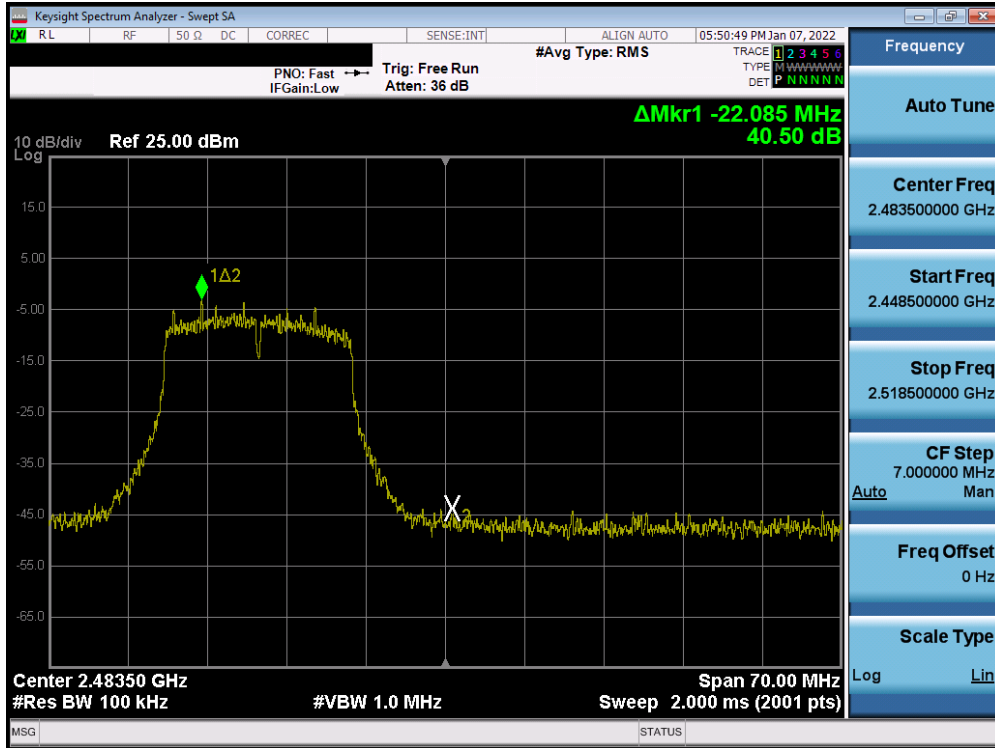 Keysight Spectrum Analyzer - Swept SA
LXI RL RF 50 Ω DC CORREC SENSE:INT ALIGN AUTO 05:50:49 PM Jan 07, 2022
PNO: Fast
IFGain:Low
Trig: Free Run
Atten: 36 dB
#Avg Type: RMS
TRACE 1 2 3 4 5 6
TYPE M WWWWW
DET P N N N N N
ΔMkr1 -22.085 MHz
40.50 dB
10 dB/div Ref 25.00 dBm
Log
15.0
5.00
1Δ2
-5.00
-15.0
-25.0
-35.0
-45.0
X2
-55.0
-65.0
Center 2.48350 GHz Span 70.00 MHz
#Res BW 100 kHz #VBW 1.0 MHz Sweep 2.000 ms (2001 pts)
MSG STATUS
Frequency
Auto Tune
Center Freq
2.483500000 GHz
Start Freq
2.448500000 GHz
Stop Freq
2.518500000 GHz
CF Step
7.000000 MHz
Auto Man
Freq Offset
0 Hz
Scale Type
Log Lin